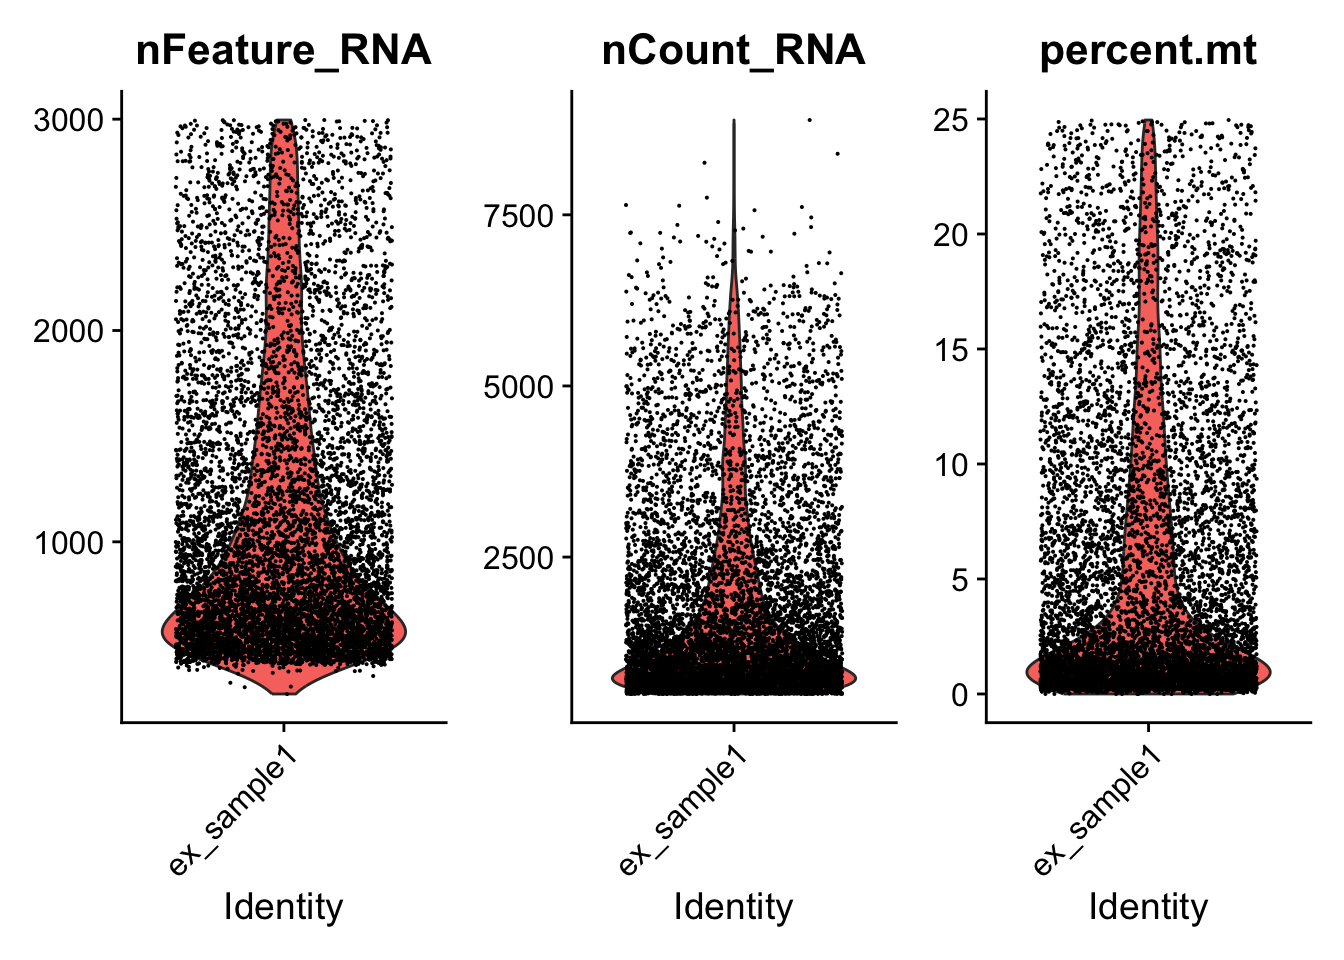 nFeature_RNA
3000
2000
1000
ex_sample1
Identity
nCount_RNA
7500
5000
2500
ex_sample1
Identity
percent.mt
25
20
15
10
5
0
ex_sample1
Identity